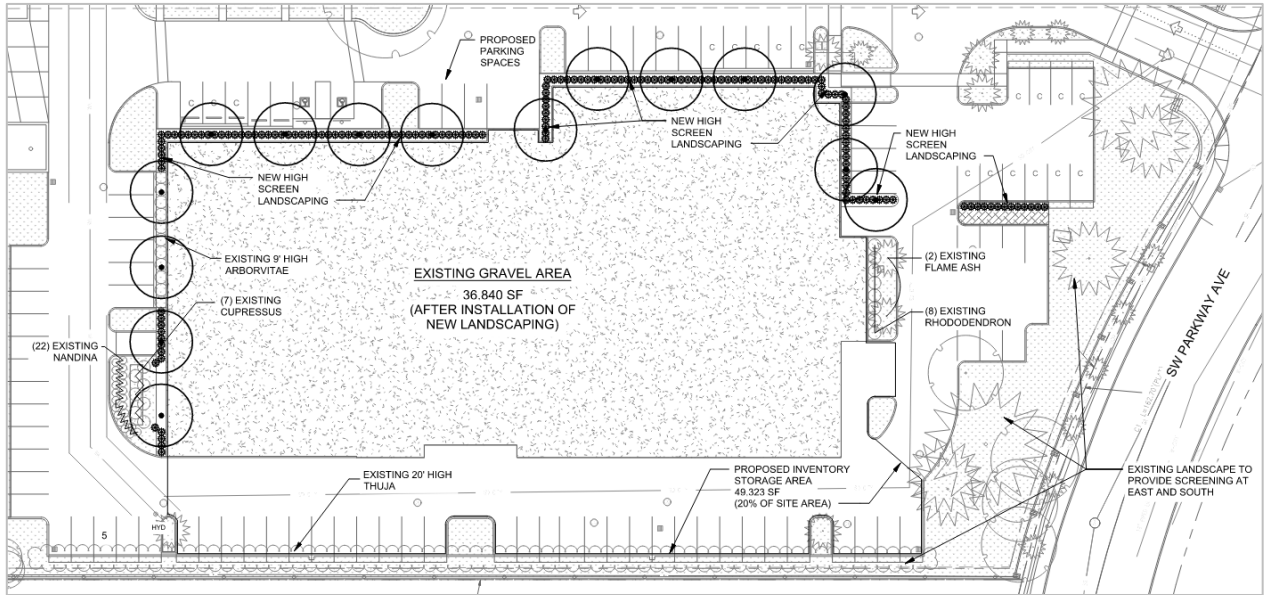 PROPOSED
PARKING
SPACES
C
C
C
C
C
C
C
C
C
C
C
C
C
NEW HIGH
SCREEN
LANDSCAPING
NEW HIGH
SCREEN
LANDSCAPING
C
C
C
C
C
C
C
C
NEW HIGH
SCREEN
LANDSCAPING
EXISTING 9' HIGH
ARBORVITAE
(7) EXISTING
CUPRESSUS
(22) EXISTING
NANDINA
EXISTING GRAVEL AREA
36.840 SF
(AFTER INSTALLATION OF
NEW LANDSCAPING)
(2) EXISTING
FLAME ASH
(8) EXISTING
RHODODENDRON
SW PARKWAY AVE
EXISTING 20' HIGH
THUJA
PROPOSED INVENTORY
STORAGE AREA
49.323 SF
(20% OF SITE AREA)
EXISTING LANDSCAPE TO
PROVIDE SCREENING AT
EAST AND SOUTH
HYD
5